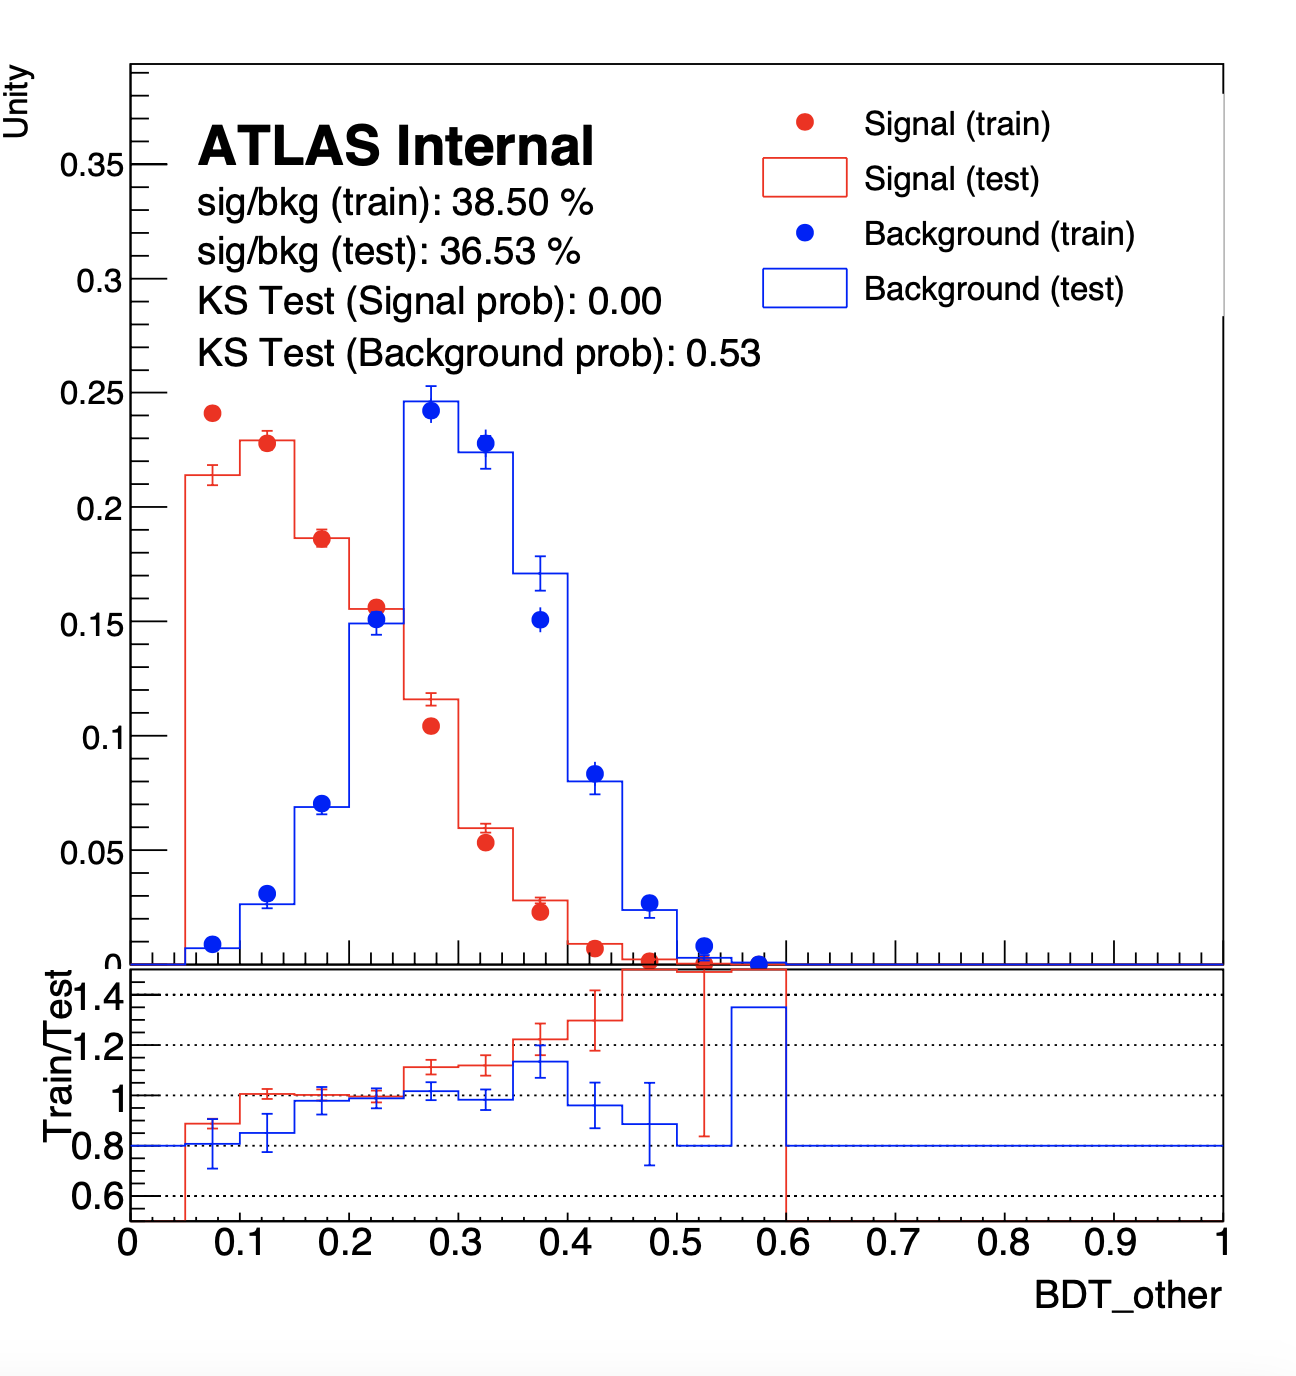 Unity
ATLAS Internal
sig/bkg (train): 38.50 %
sig/bkg (test): 36.53 %
KS Test (Signal prob): 0.00
KS Test (Background prob): 0.53
Signal (train)
Signal (test)
Background (train)
Background (test)
0.35
0.3
0.25
0.2
0.15
0.1
0.05
0
Train/Test
1.4
1.2
1
0.8
0.6
0 0.1 0.2 0.3 0.4 0.5 0.6 0.7 0.8 0.9 1
BDT_other